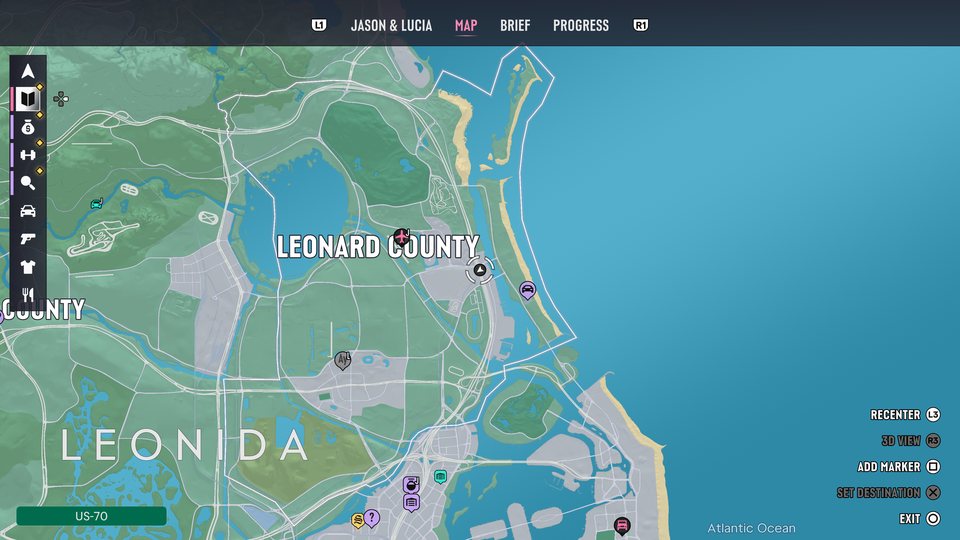 L1 JASON & LUCIA MAP BRIEF PROGRESS R1
$
LEONARD COUNTY
COUNTY
LEONIDA
?
RECENTER L3
3D VIEW R3
ADD MARKER
SET DESTINATION
EXIT
US-70
Atlantic Ocean